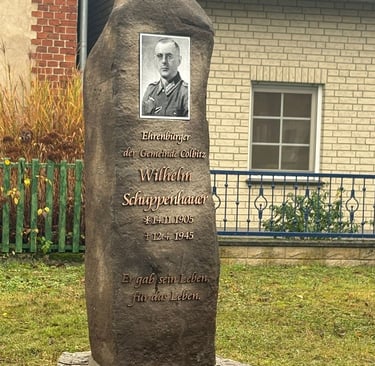 Ehrenbürger
der Gemeinde Colbitz
Wilhelm
Schuppenhauer
* 14.11.1905
† 12.4.1945
Er gab sein Leben,
für das Leben.